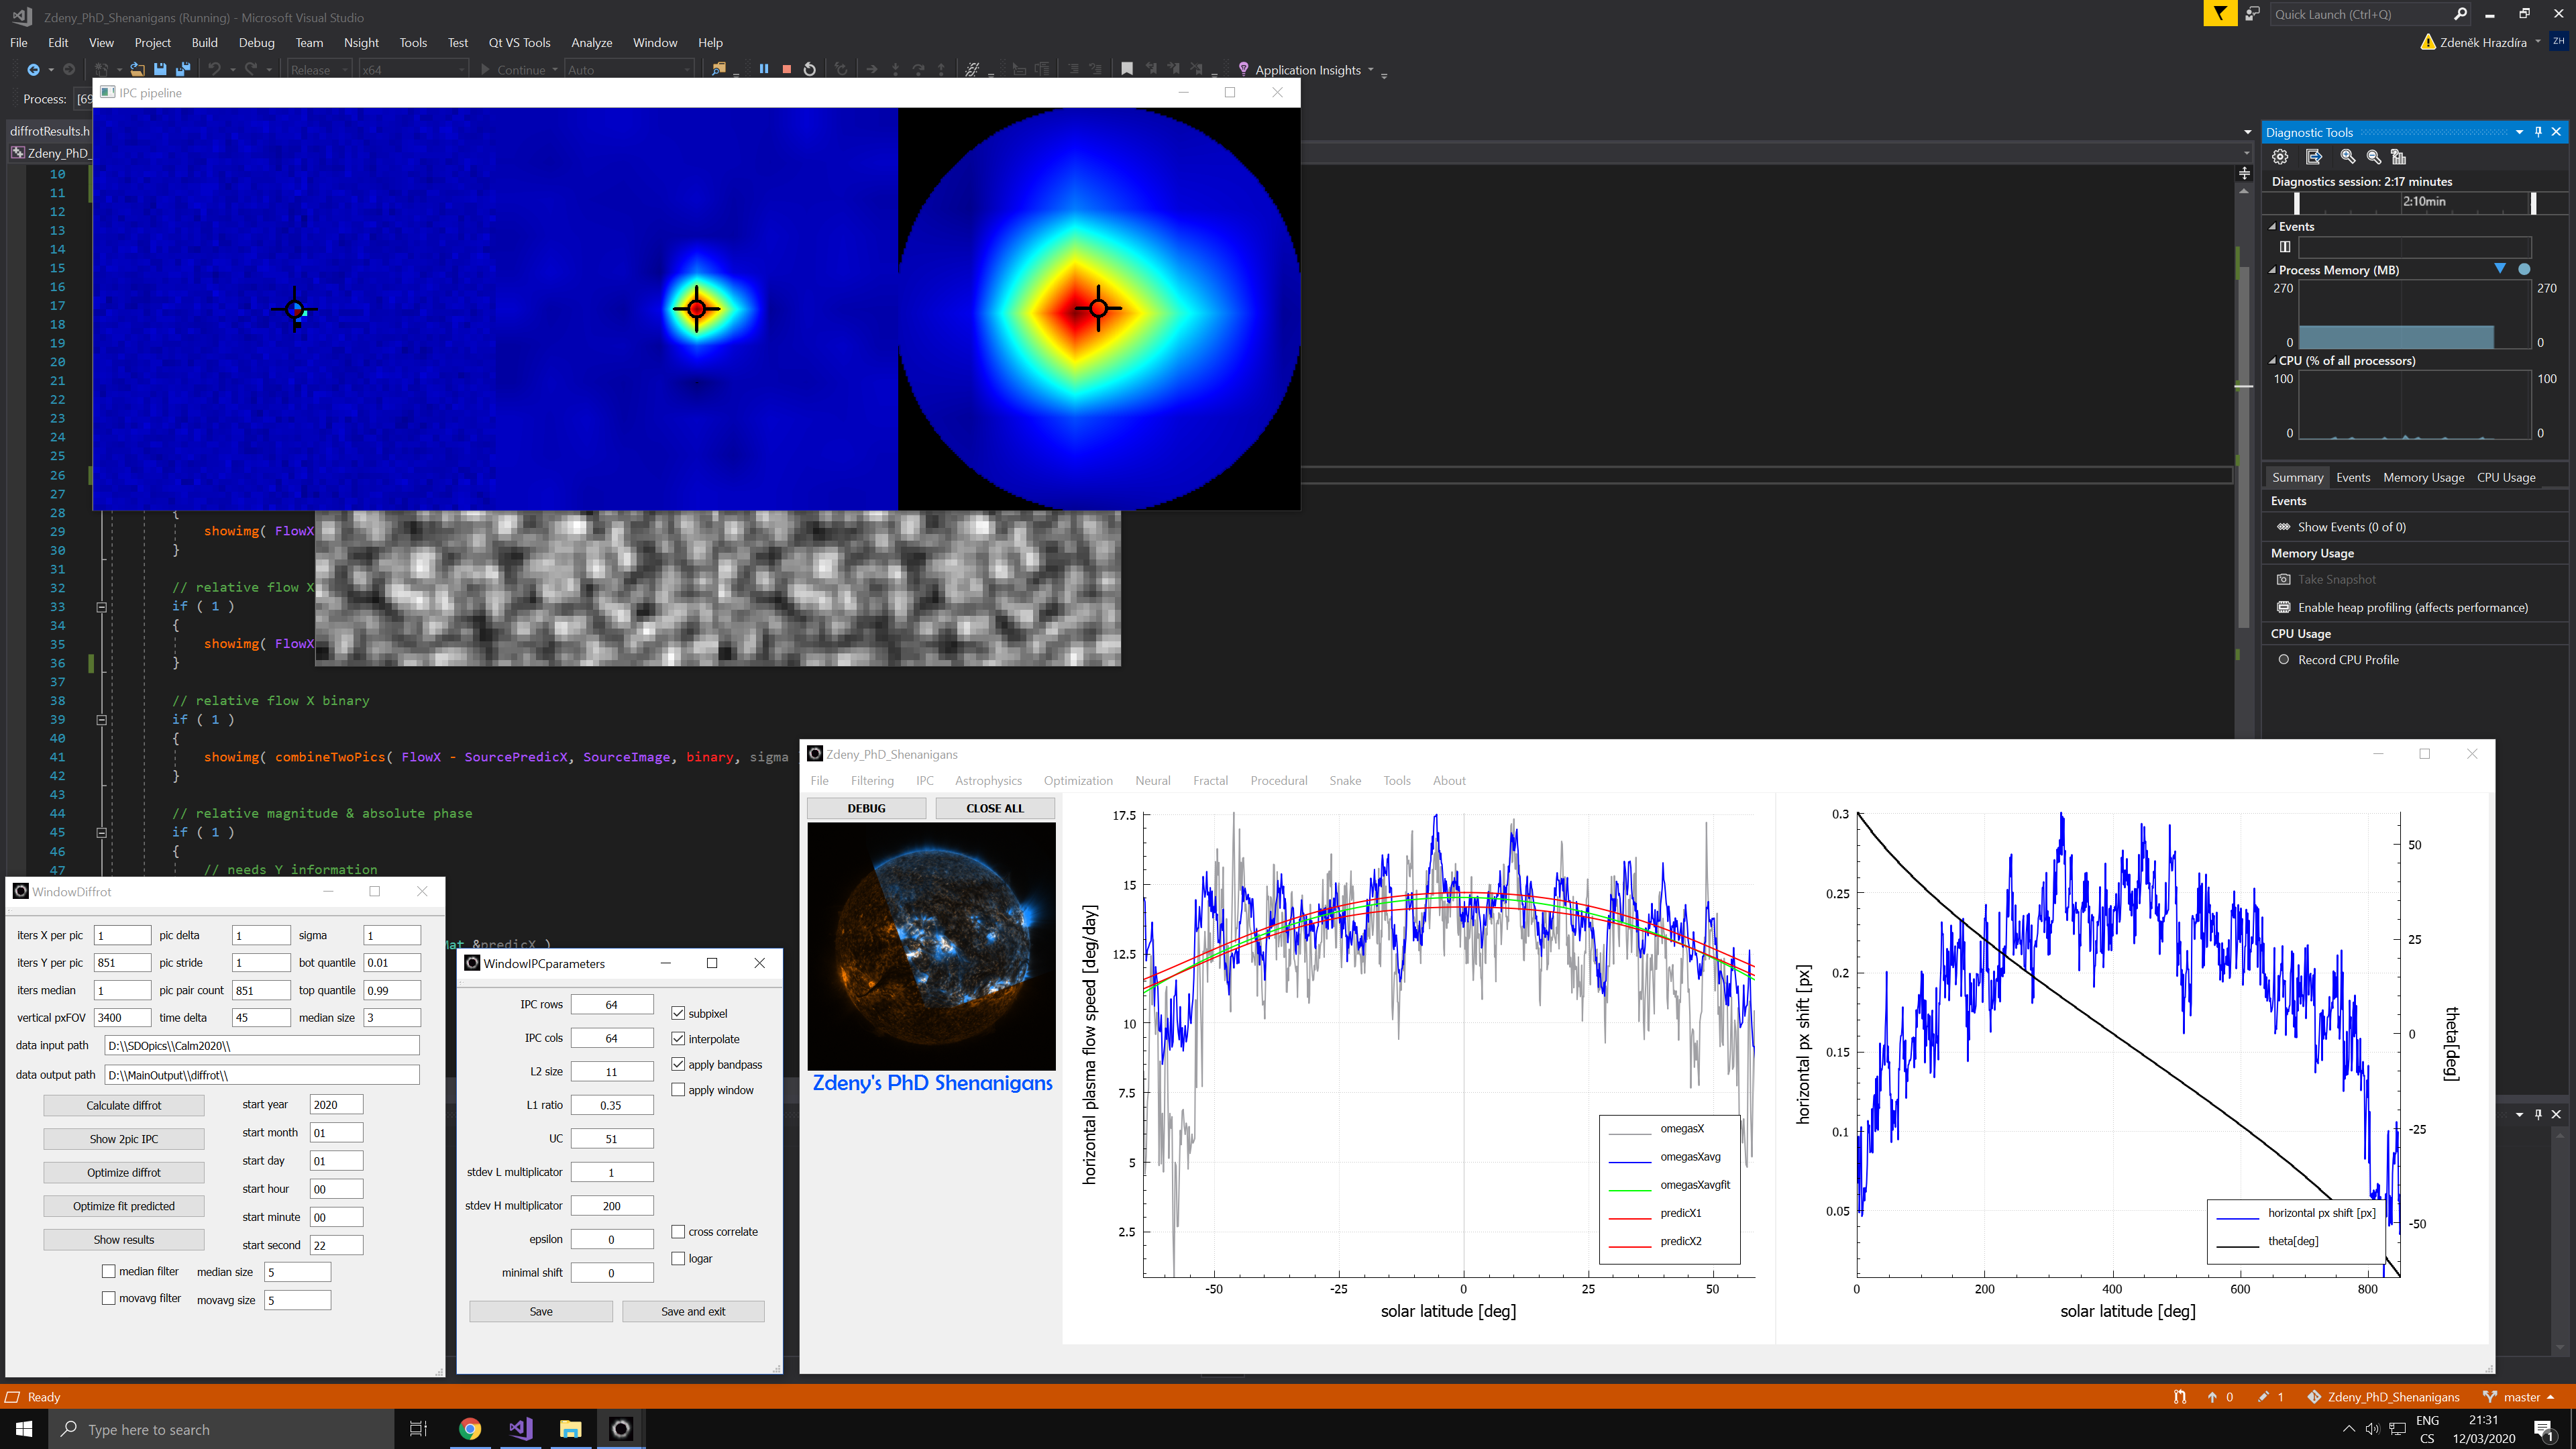 Zdeny_PhD_Shenanigans (Running) - Microsoft Visual Studio
Quick Launch (Ctrl+Q)
File Edit View Project Build Debug Team Nsight Tools Test Qt VS Tools Analyze Window Help
Zdeněk Hrazdíra ZH
Release x64 Continue Auto Application Insights
Process: [69
IPC pipeline
diffrotResults.h
Zdeny_PhD_
10
11
12
13
14
15
16
17
18
19
20
21
22
23
24
25
26
27
28 {
29 showimg( FlowX
30 }
31
32 // relative flow X
33 if ( 1 )
34 {
35 showimg( FlowX
36 }
37
38 // relative flow X binary
39 if ( 1 )
40 {
41 showimg( combineTwoPics( FlowX - SourcePredicX, SourceImage, binary, sigma
42 }
43
44 // relative magnitude & absolute phase
45 if ( 1 )
46 {
47 // needs Y information
Mat &predicX )
Diagnostic Tools
Diagnostics session: 2:17 minutes
2:10min
Events
Process Memory (MB)
270 270
0 0
CPU (% of all processors)
100 100
0 0
Summary Events Memory Usage CPU Usage
Events
Show Events (0 of 0)
Memory Usage
Take Snapshot
Enable heap profiling (affects performance)
CPU Usage
Record CPU Profile
WindowDiffrot
iters X per pic 1 pic delta 1 sigma 1
iters Y per pic 851 pic stride 1 bot quantile 0.01
iters median 1 pic pair count 851 top quantile 0.99
vertical pxFOV 3400 time delta 45 median size 3
data input path D:\\SDOpics\\Calm2020\\
data output path D:\\MainOutput\\diffrot\\
Calculate diffrot start year 2020
Show 2pic IPC start month 01
Optimize diffrot start day 01
Optimize fit predicted start hour 00
Show results start minute 00
start second 22
median filter median size 5
movavg filter movavg size 5
WindowIPCparameters
IPC rows 64 subpixel
IPC cols 64 interpolate
L2 size 11 apply bandpass
L1 ratio 0.35 apply window
UC 51
stdev L multiplicator 1
stdev H multiplicator 200
epsilon 0 cross correlate
minimal shift 0 logar
Save Save and exit
Zdeny_PhD_Shenanigans
File Filtering IPC Astrophysics Optimization Neural Fractal Procedural Snake Tools About
DEBUG CLOSE ALL
Zdeny's PhD Shenanigans
horizontal plasma flow speed [deg/day]
17.5
15
12.5
10
7.5
5
2.5
-50 -25 0 25 50
solar latitude [deg]
omegasX
omegasXavg
omegasXavgfit
predicX1
predicX2
horizontal px shift [px]
0.3
0.25
0.2
0.15
0.1
0.05
0 200 400 600 800
solar latitude [deg]
50
25
0
-25
-50
theta[deg]
horizontal px shift [px]
theta[deg]
Ready
0 1 Zdeny_PhD_Shenanigans master
Type here to search
ENG
CS
21:31
12/03/2020
1